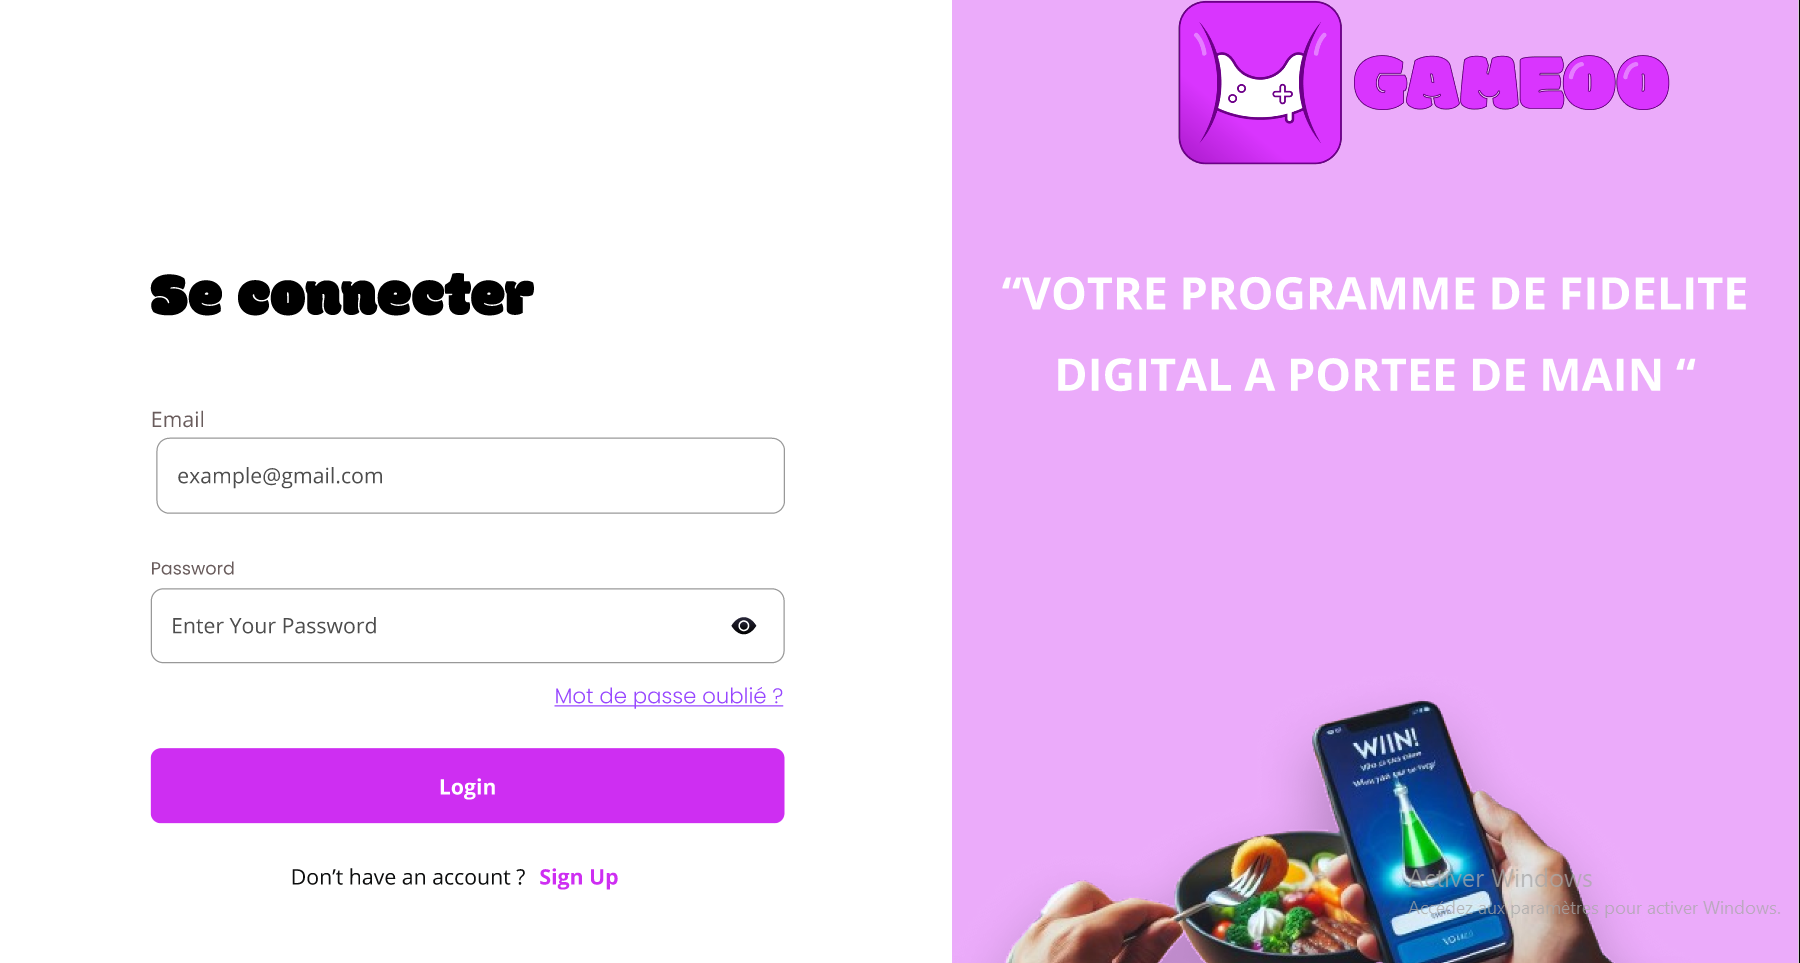 Se connecter
Email
example@gmail.com
Password
Enter Your Password
Mot de passe oublié ?
Login
Don’t have an account ? Sign Up
GAMEOO
“VOTRE PROGRAMME DE FIDELITE
DIGITAL A PORTEE DE MAIN “
WIIN!
Activer Windows
Accédez aux paramètres pour activer Windows.